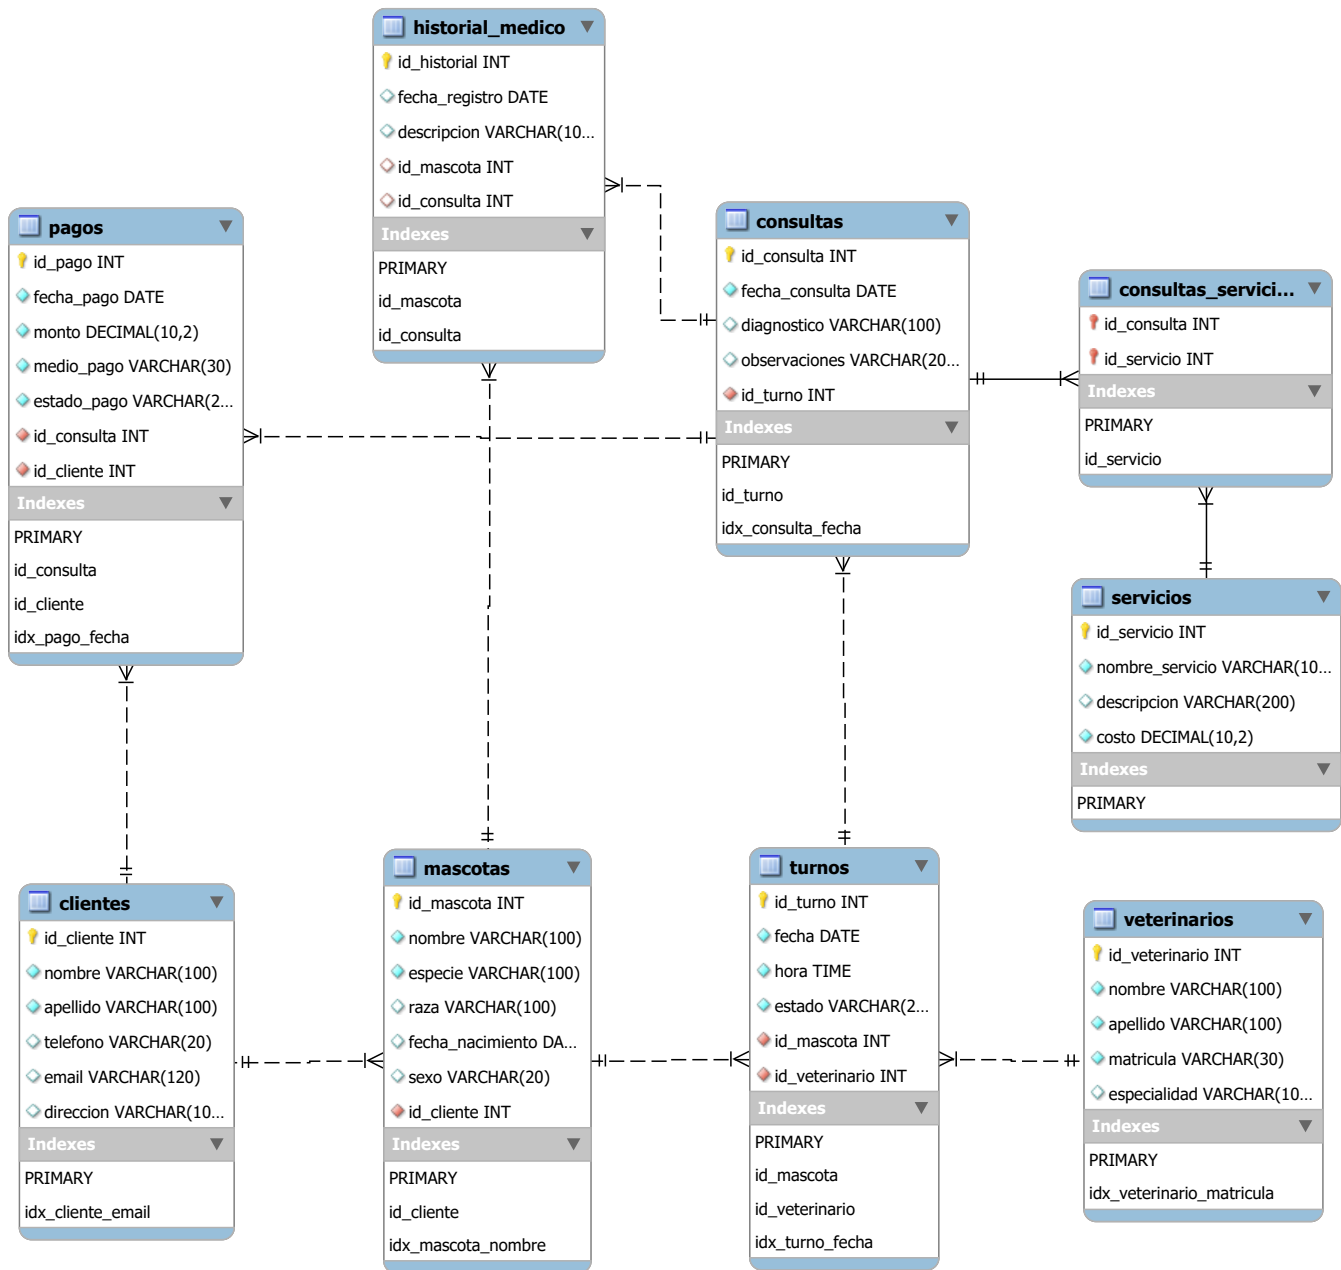 historial_medico
id_historial INT
fecha_registro DATE
descripcion VARCHAR(10...
id_mascota INT
id_consulta INT
Indexes
PRIMARY
id_mascota
id_consulta
pagos
id_pago INT
fecha_pago DATE
monto DECIMAL(10,2)
medio_pago VARCHAR(30)
estado_pago VARCHAR(2...
id_consulta INT
id_cliente INT
Indexes
PRIMARY
id_consulta
id_cliente
idx_pago_fecha
consultas
id_consulta INT
fecha_consulta DATE
diagnostico VARCHAR(100)
observaciones VARCHAR(20...
id_turno INT
Indexes
PRIMARY
id_turno
idx_consulta_fecha
consultas_servici...
id_consulta INT
id_servicio INT
Indexes
PRIMARY
id_servicio
servicios
id_servicio INT
nombre_servicio VARCHAR(10...
descripcion VARCHAR(200)
costo DECIMAL(10,2)
Indexes
PRIMARY
clientes
id_cliente INT
nombre VARCHAR(100)
apellido VARCHAR(100)
telefono VARCHAR(20)
email VARCHAR(120)
direccion VARCHAR(10...
Indexes
PRIMARY
idx_cliente_email
mascotas
id_mascota INT
nombre VARCHAR(100)
especie VARCHAR(100)
raza VARCHAR(100)
fecha_nacimiento DA...
sexo VARCHAR(20)
id_cliente INT
Indexes
PRIMARY
id_cliente
idx_mascota_nombre
turnos
id_turno INT
fecha DATE
hora TIME
estado VARCHAR(2...
id_mascota INT
id_veterinario INT
Indexes
PRIMARY
id_mascota
id_veterinario
idx_turno_fecha
veterinarios
id_veterinario INT
nombre VARCHAR(100)
apellido VARCHAR(100)
matricula VARCHAR(30)
especialidad VARCHAR(10...
Indexes
PRIMARY
idx_veterinario_matricula